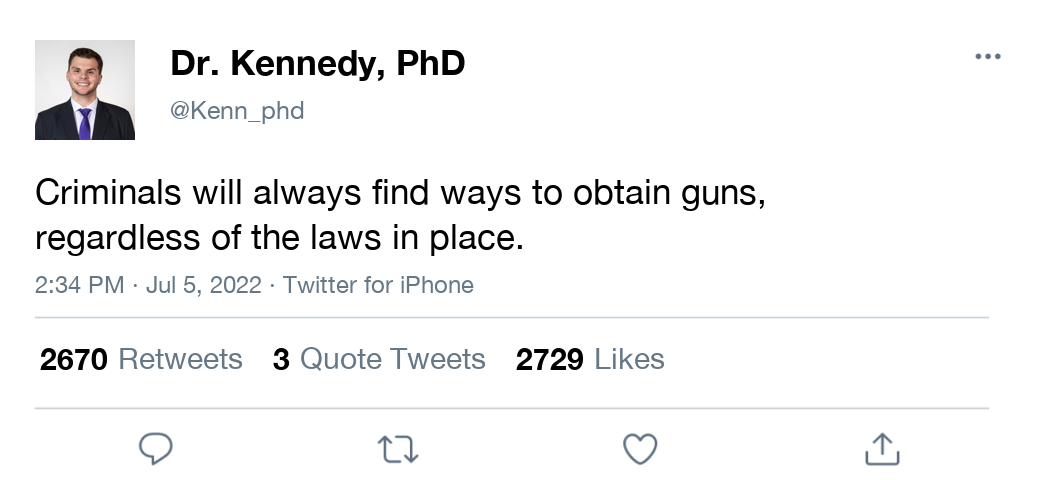 Dr. Kennedy, PhD
@Kenn_phd
Criminals will always find ways to obtain guns,
regardless of the laws in place.
2:34 PM · Jul 5, 2022 · Twitter for iPhone
2670 Retweets 3 Quote Tweets 2729 Likes